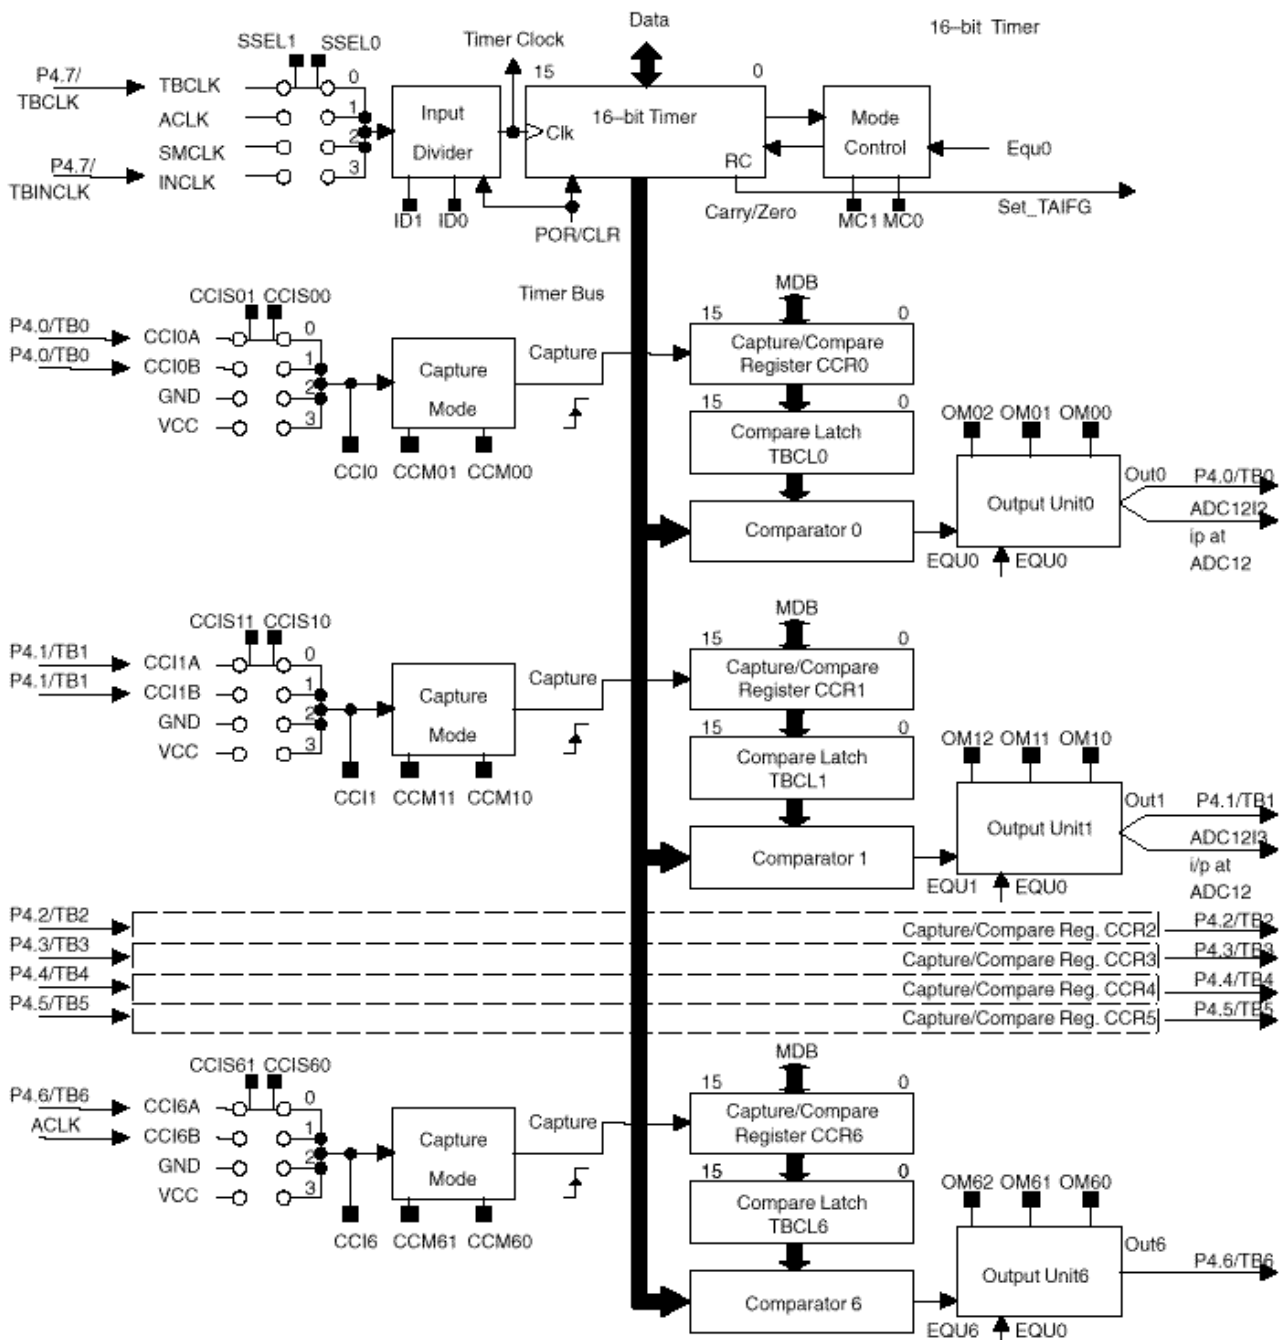 Data
16–bit Timer
SSEL1 SSEL0
Timer Clock
15 0
P4.7/
TBCLK
TBCLK
0
ACLK
1
SMCLK
2
INCLK
3
P4.7/
TBINCLK
Input
Divider
Clk
16–bit Timer
RC
Mode
Control
Equ0
ID1 ID0
POR/CLR
Carry/Zero
MC1 MC0
Set_TAIFG
Timer Bus
CCIS01 CCIS00
P4.0/TB0
P4.0/TB0
CCI0A
0
CCI0B
1
GND
2
VCC
3
Capture
Mode
Capture
CCI0 CCM01 CCM00
MDB
15 0
Capture/Compare
Register CCR0
15 0
Compare Latch
TBCL0
Comparator 0
OM02 OM01 OM00
Output Unit0
EQU0 EQU0
Out0
P4.0/TB0
ADC12I2
ip at
ADC12
CCIS11 CCIS10
P4.1/TB1
P4.1/TB1
CCI1A
0
CCI1B
1
GND
2
VCC
3
Capture
Mode
Capture
CCI1 CCM11 CCM10
MDB
15 0
Capture/Compare
Register CCR1
15 0
Compare Latch
TBCL1
Comparator 1
OM12 OM11 OM10
Output Unit1
EQU1 EQU0
Out1
P4.1/TB1
ADC12I3
i/p at
ADC12
P4.2/TB2
Capture/Compare Reg. CCR2
P4.2/TB2
P4.3/TB3
Capture/Compare Reg. CCR3
P4.3/TB3
P4.4/TB4
Capture/Compare Reg. CCR4
P4.4/TB4
P4.5/TB5
Capture/Compare Reg. CCR5
P4.5/TB5
CCIS61 CCIS60
P4.6/TB6
ACLK
CCI6A
0
CCI6B
1
GND
2
VCC
3
Capture
Mode
Capture
CCI6 CCM61 CCM60
MDB
15 0
Capture/Compare
Register CCR6
15 0
Compare Latch
TBCL6
Comparator 6
OM62 OM61 OM60
Output Unit6
EQU6 EQU0
Out6
P4.6/TB6